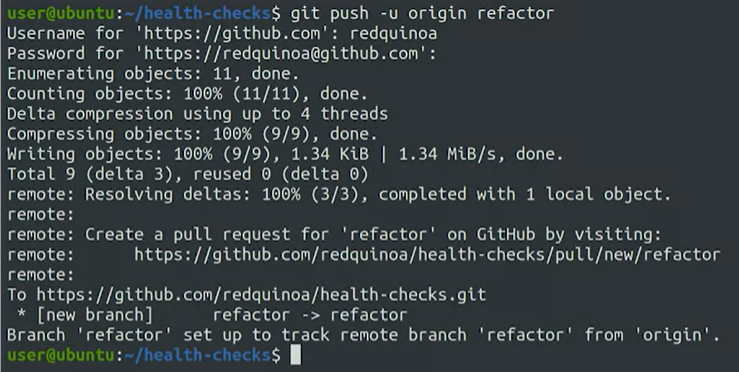 user@ubuntu:~/health-checks$ git push -u origin refactor
Username for 'https://github.com': redquinoa
Password for 'https://redquinoa@github.com':
Enumerating objects: 11, done.
Counting objects: 100% (11/11), done.
Delta compression using up to 4 threads
Compressing objects: 100% (9/9), done.
Writing objects: 100% (9/9), 1.34 KiB | 1.34 MiB/s, done.
Total 9 (delta 3), reused 0 (delta 0)
remote: Resolving deltas: 100% (3/3), completed with 1 local object.
remote:
remote: Create a pull request for 'refactor' on GitHub by visiting:
remote:      https://github.com/redquinoa/health-checks/pull/new/refactor
remote:
To https://github.com/redquinoa/health-checks.git
 * [new branch]      refactor -> refactor
Branch 'refactor' set up to track remote branch 'refactor' from 'origin'.
user@ubuntu:~/health-checks$